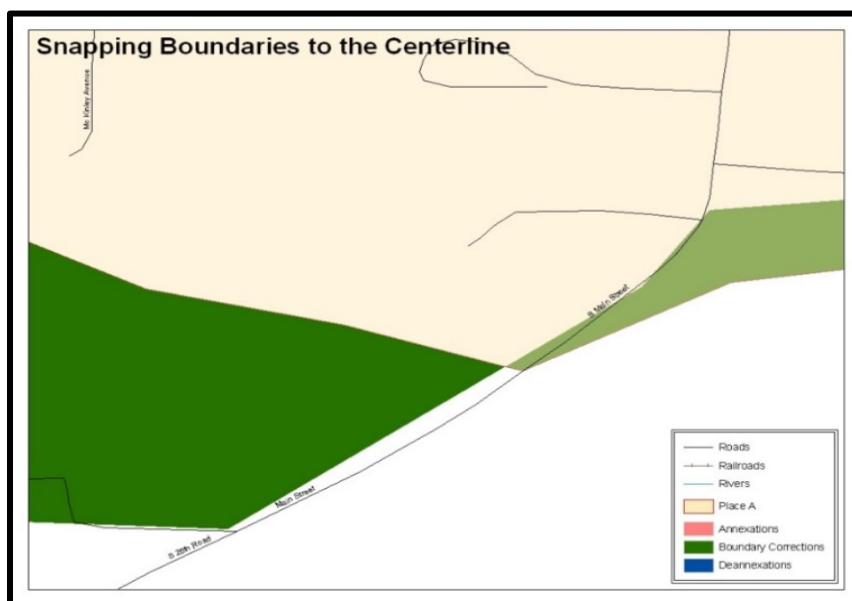 Snapping Boundaries to the Centerline
Mc Kinley Avenue
S Main Street
Main Street
S 26th Road
Roads
Railroads
Rivers
Place A
Annexations
Boundary Corrections
Deannexations